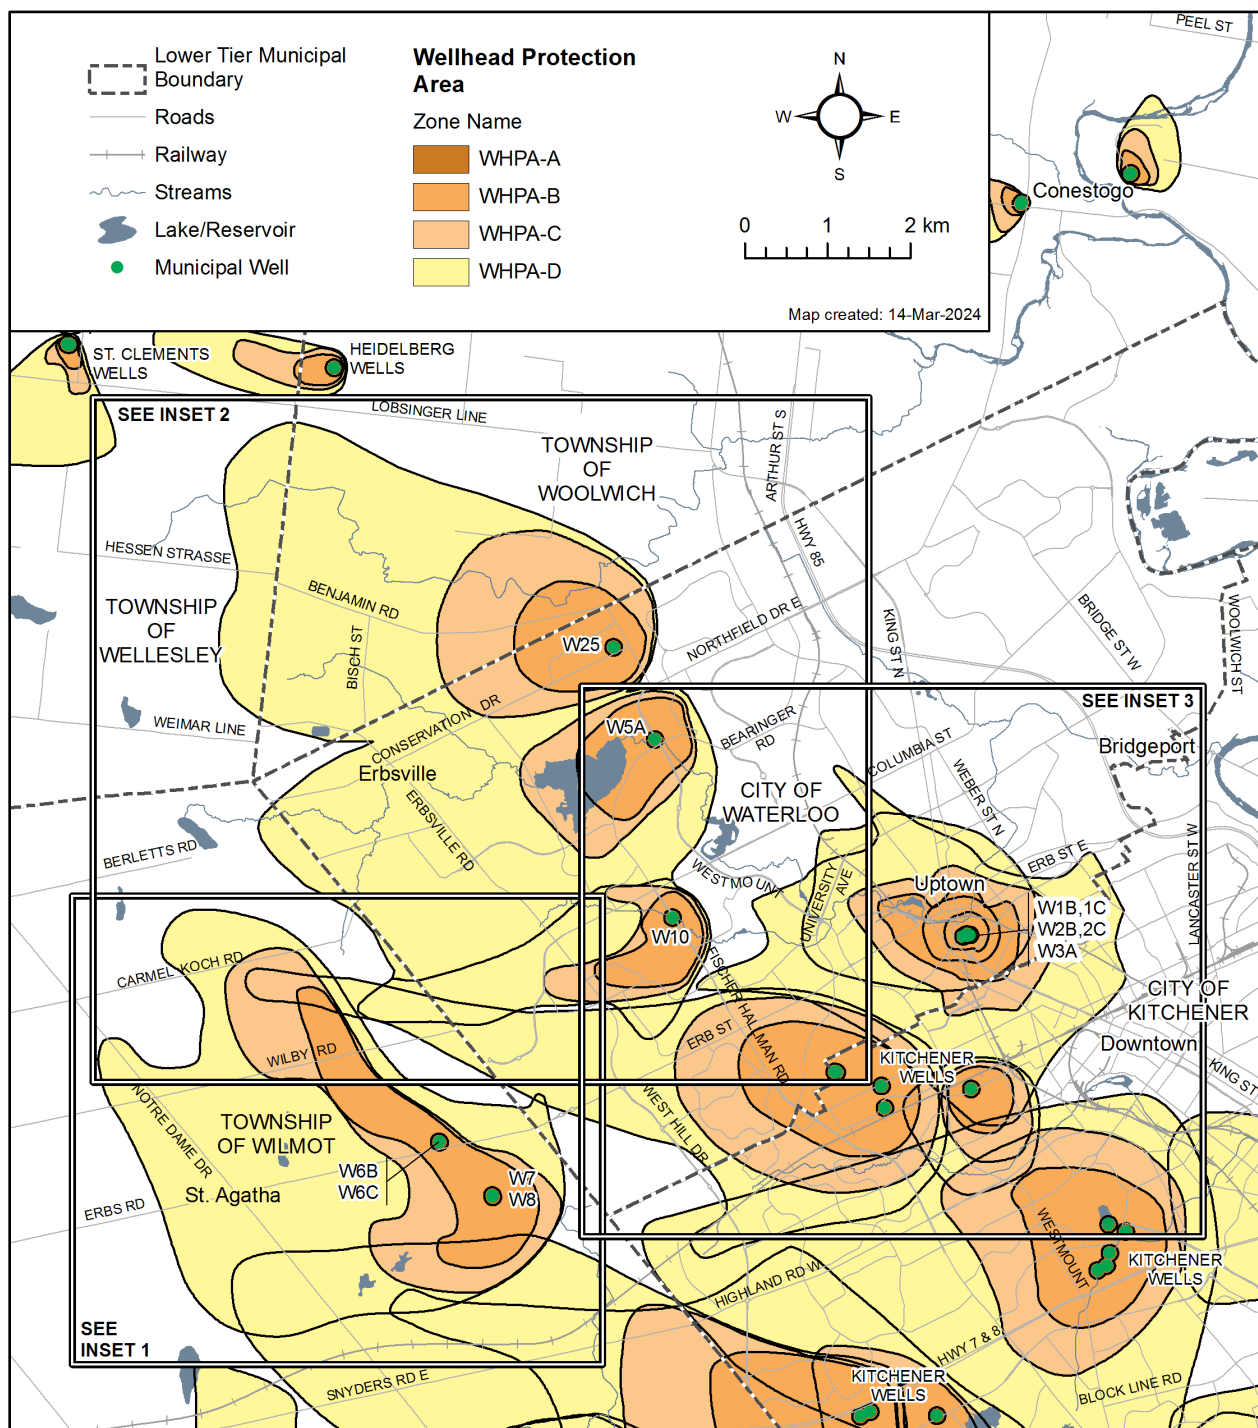 PEEL ST
Lower Tier Municipal
Boundary
Roads
Railway
Streams
Lake/Reservoir
Municipal Well
Wellhead Protection
Area
Zone Name
WHPA-A
WHPA-B
WHPA-C
WHPA-D
N
W
E
S
0
1
2 km
Map created: 14-Mar-2024
Conestogo
ST. CLEMENTS
WELLS
HEIDELBERG
WELLS
SEE INSET 2
LOBSINGER LINE
TOWNSHIP
OF
WOOLWICH
ARTHUR ST S
HWY 85
HESSEN STRASSE
BENJAMIN RD
TOWNSHIP
OF
WELLESLEY
BISCH ST
W25
NORTHFIELD DR E
KING ST N
BRIDGE ST W
WOOLWICH ST
WEIMAR LINE
CONSERVATION DR
W5A
BEARINGER
RD
SEE INSET 3
Bridgeport
COLUMBIA ST
WEBER ST N
Erbsville
ERBSVILLE RD
CITY OF
WATERLOO
BERLETTS RD
WESTMOUNT
UNIVERSITY
AVE
ERB ST E
LANCASTER ST W
Uptown
W1B,1C
W2B,2C
W3A
W10
CARMEL KOCH RD
FISCHER HALLMAN RD
CITY OF
KITCHENER
Downtown
WILBY RD
ERB ST
KITCHENER
WELLS
KING ST
NOTRE DAME DR
TOWNSHIP
OF WILMOT
WEST HILL DR
W6B
W6C
W7
W8
St. Agatha
ERBS RD
WESTMOUNT
KITCHENER
WELLS
HIGHLAND RD W
SEE
INSET 1
HWY 7 & 8
SNYDERS RD E
KITCHENER
WELLS
BLOCK LINE RD